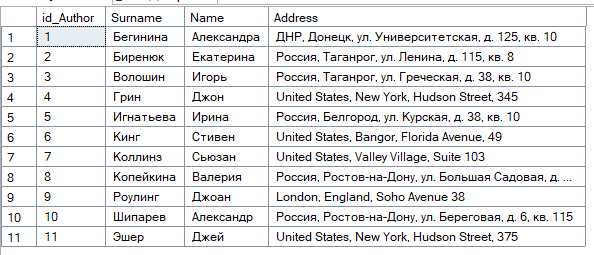 id_Author Surname Name Address
1 1 Бегинина Александра ДНР, Донецк, ул. Университетская, д. 125, кв. 10
2 2 Биренюк Екатерина Россия, Таганрог, ул. Ленина, д. 115, кв. 8
3 3 Волошин Игорь Россия, Таганрог, ул. Греческая, д. 38, кв. 10
4 4 Грин Джон United States, New York, Hudson Street, 345
5 5 Игнатьева Ирина Россия, Белгород, ул. Курская, д. 38, кв. 10
6 6 Кинг Стивен United States, Bangor, Florida Avenue, 49
7 7 Коллинз Сьюзан United States, Valley Village, Suite 103
8 8 Копейкина Валерия Россия, Ростов-на-Дону, ул. Большая Садовая, д. ...
9 9 Роулинг Джоан London, England, Soho Avenue 38
10 10 Шипарев Александр Россия, Ростов-на-Дону, ул. Береговая, д. 6, кв. 115
11 11 Эшер Джей United States, New York, Hudson Street, 375